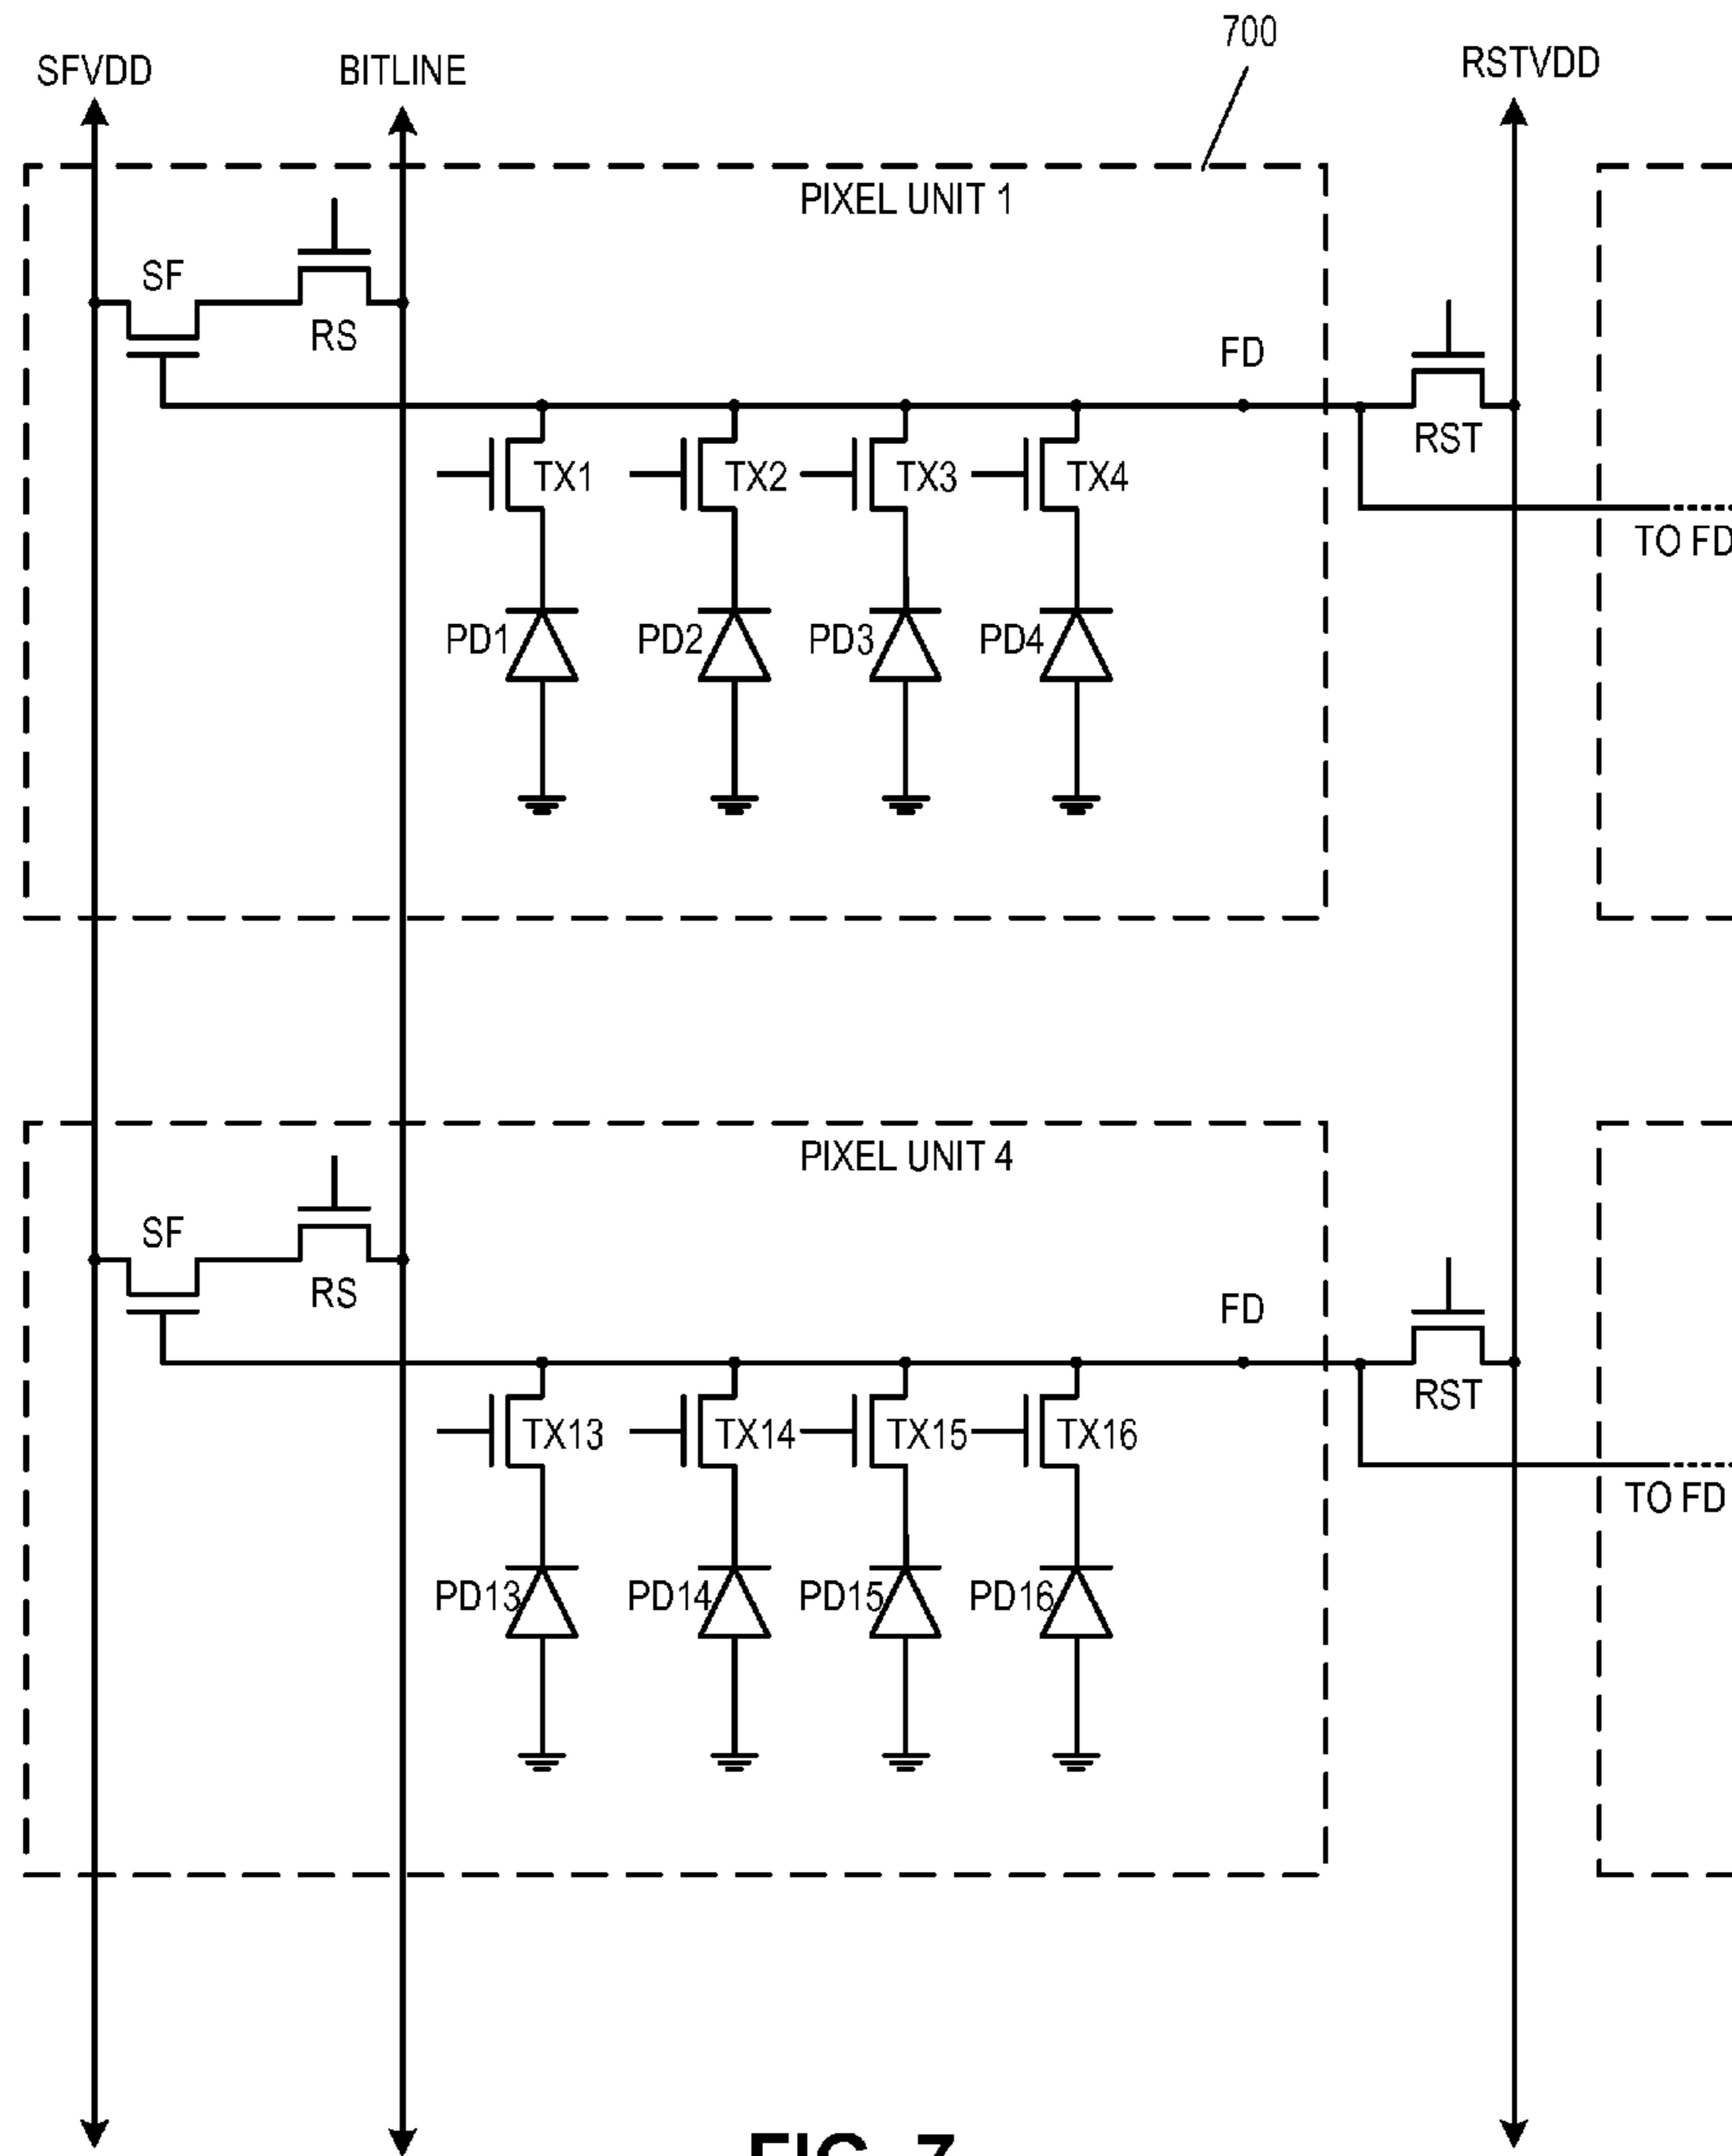 700
SFVDD
BITLINE
RSTVDD
PIXEL UNIT 1
SF
RS
FD
RST
TX1
TX2
TX3
TX4
TO FD
PD1
PD2
PD3
PD4
PIXEL UNIT 4
SF
RS
FD
RST
TX13
TX14
TX15
TX16
TO FD
PD13
PD14
PD15
PD16
FIG. 7